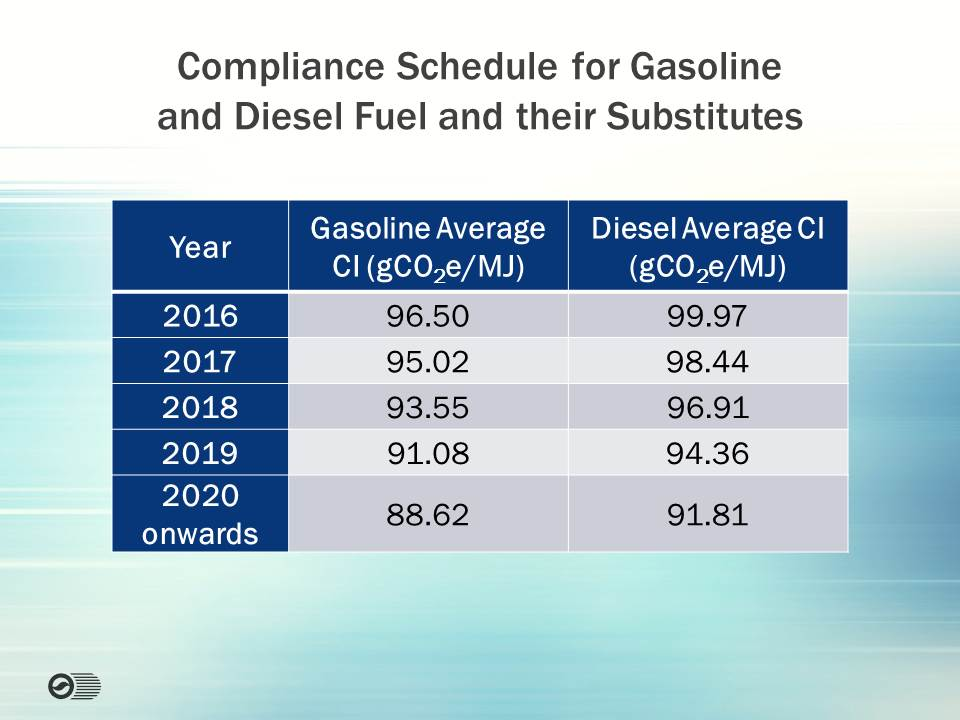 Compliance Schedule for Gasoline
and Diesel Fuel and their Substitutes
Year
Gasoline Average
CI (gCO₂e/MJ)
Diesel Average CI
(gCO₂e/MJ)
2016 96.50 99.97
2017 95.02 98.44
2018 93.55 96.91
2019 91.08 94.36
2020
onwards
88.62 91.81